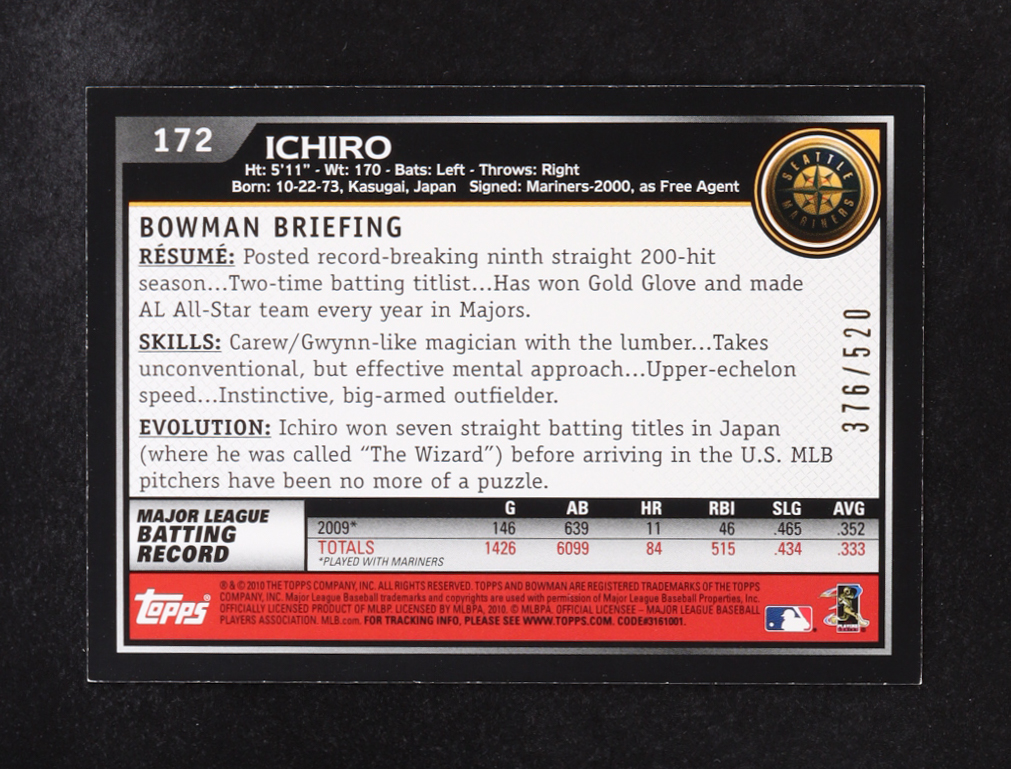 172
ICHIRO
Ht: 5'11" - Wt: 170 - Bats: Left - Throws: Right
Born: 10-22-73, Kasugai, Japan Signed: Mariners-2000, as Free Agent
SEATTLE
MARINERS
BOWMAN BRIEFING
RÉSUMÉ: Posted record-breaking ninth straight 200-hit
season...Two-time batting titlist...Has won Gold Glove and made
AL All-Star team every year in Majors.
SKILLS: Carew/Gwynn-like magician with the lumber...Takes
unconventional, but effective mental approach...Upper-echelon
speed...Instinctive, big-armed outfielder.
EVOLUTION: Ichiro won seven straight batting titles in Japan
(where he was called "The Wizard") before arriving in the U.S. MLB
pitchers have been no more of a puzzle.
376/520
MAJOR LEAGUE
BATTING
RECORD
G AB HR RBI SLG AVG
2009* 146 639 11 46 .465 .352
TOTALS 1426 6099 84 515 .434 .333
*PLAYED WITH MARINERS
Topps®
® & © 2010 THE TOPPS COMPANY, INC. ALL RIGHTS RESERVED. TOPPS AND BOWMAN ARE REGISTERED TRADEMARKS OF THE TOPPS
COMPANY, INC. Major League Baseball trademarks and copyrights are used with permission of Major League Baseball Properties, Inc.
OFFICIALLY LICENSED PRODUCT OF MLBP. LICENSED BY MLBPA, 2010. © MLBPA. OFFICIAL LICENSEE – MAJOR LEAGUE BASEBALL
PLAYERS ASSOCIATION. MLB.com. FOR TRACKING INFO, PLEASE SEE WWW.TOPPS.COM. CODE#3161001.